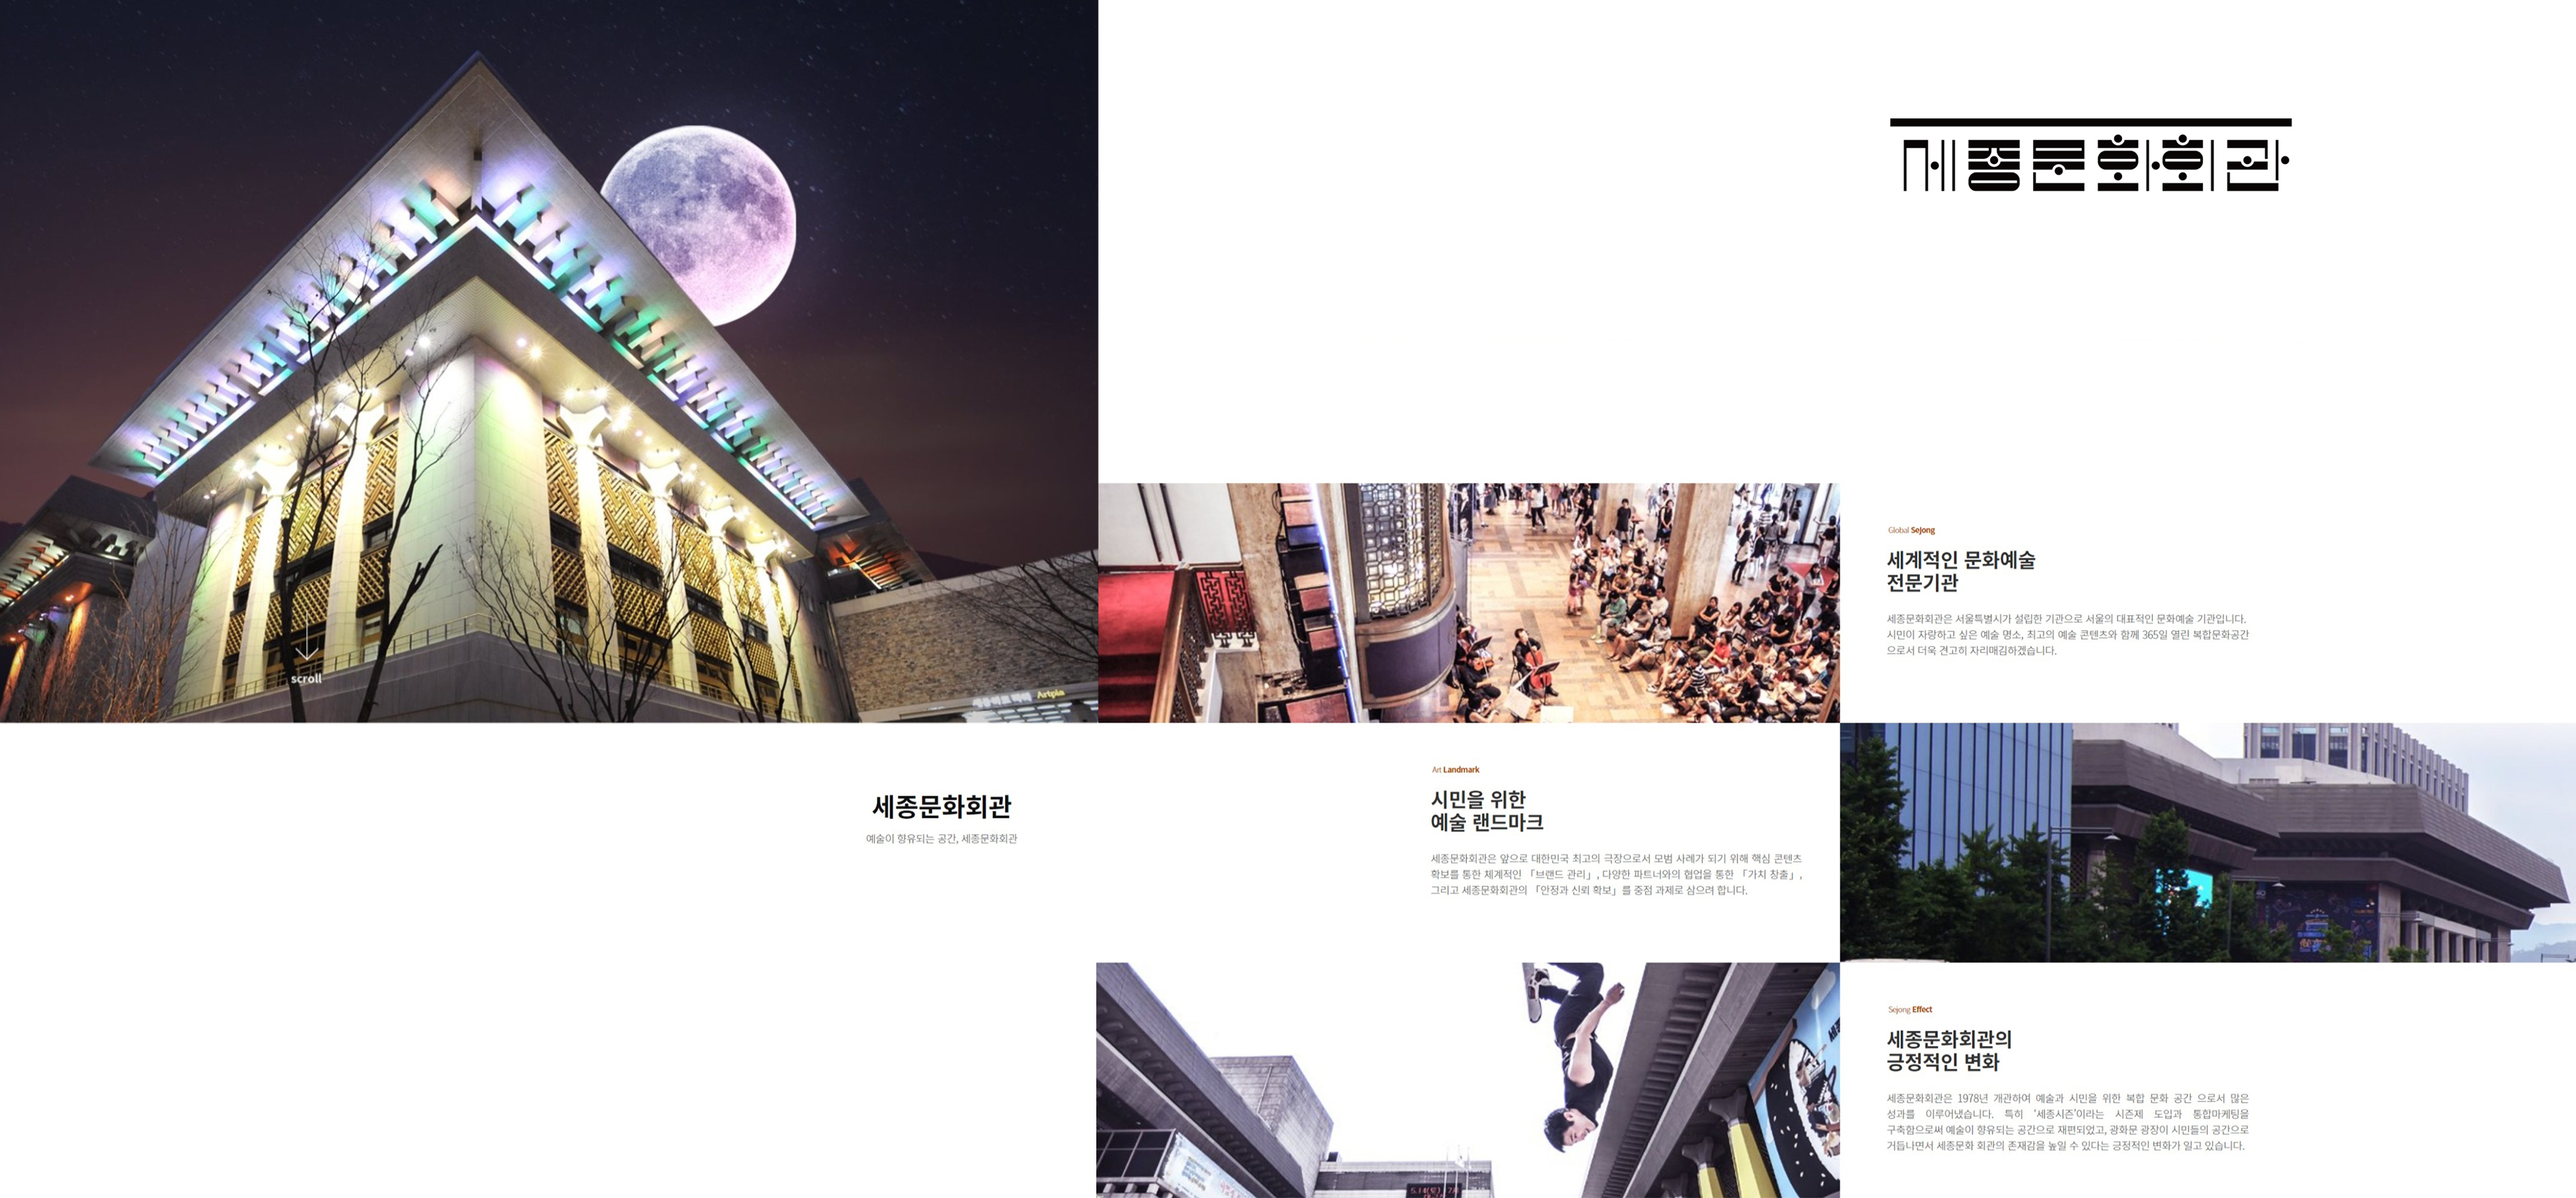 세종문화회관
Global Sejong
세계적인 문화예술
전문기관
세종문화회관은 서울특별시가 설립한 기관으로 서울의 대표적인 문화예술 기관입니다.
시민이 자랑하고 싶은 예술 명소, 최고의 예술 콘텐츠와 함께 365일 열린 복합문화공간
으로서 더욱 견고히 자리매김하겠습니다.
scroll
Artpia
세종문화회관
예술이 향유되는 공간, 세종문화회관
Art Landmark
시민을 위한
예술 랜드마크
세종문화회관은 앞으로 대한민국 최고의 극장으로서 모범 사례가 되기 위해 핵심 콘텐츠
확보를 통한 체계적인 「브랜드 관리」, 다양한 파트너와의 협업을 통한 「가치 창출」,
그리고 세종문화회관의 「안정과 신뢰 확보」를 중점 과제로 삼으려 합니다.
Sejong Effect
세종문화회관의
긍정적인 변화
세종문화회관은 1978년 개관하여 예술과 시민을 위한 복합 문화 공간 으로서 많은
성과를 이루어냈습니다. 특히 ‘세종시즌’이라는 시즌제 도입과 통합마케팅을
구축함으로써 예술이 향유되는 공간으로 재편되었고, 광화문 광장이 시민들의 공간으로
거듭나면서 세종문화 회관의 존재감을 높일 수 있다는 긍정적인 변화가 일고 있습니다.